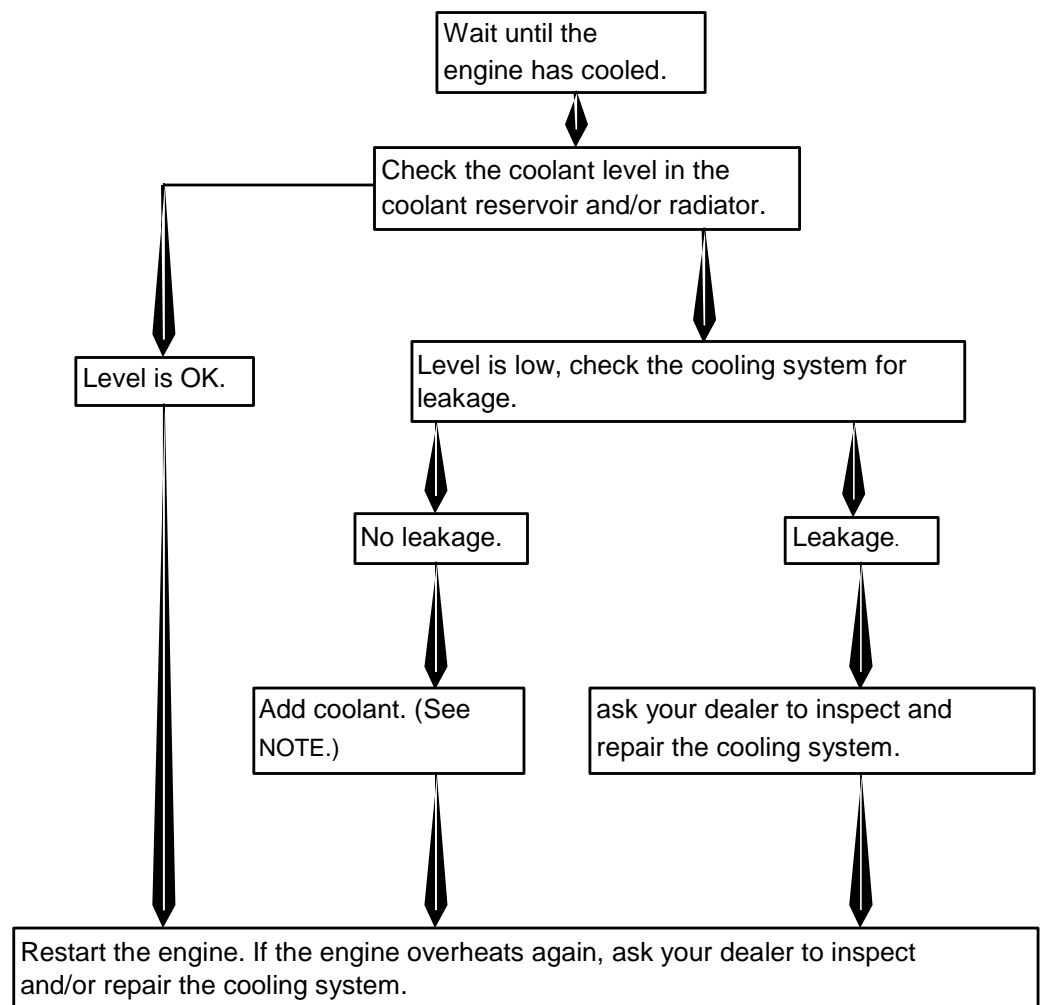 Wait until the
engine has cooled.
Check the coolant level in the
coolant reservoir and/or radiator.
Level is OK.
Level is low, check the cooling system for
leakage.
No leakage.
Leakage.
Add coolant. (See
NOTE.)
ask your dealer to inspect and
repair the cooling system.
Restart the engine. If the engine overheats again, ask your dealer to inspect
and/or repair the cooling system.